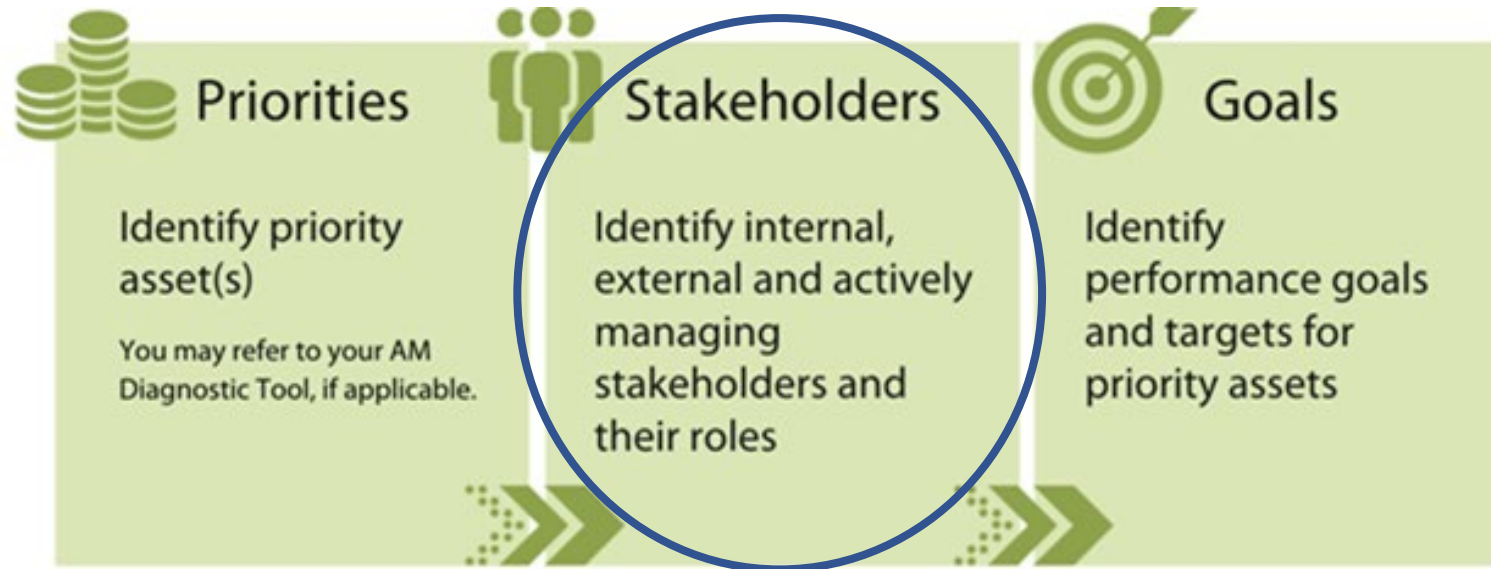 Priorities
Identify priority
asset(s)
You may refer to your AM
Diagnostic Tool, if applicable.
Stakeholders
Identify internal,
external and actively
managing
stakeholders and
their roles
Goals
Identify
performance goals
and targets for
priority assets